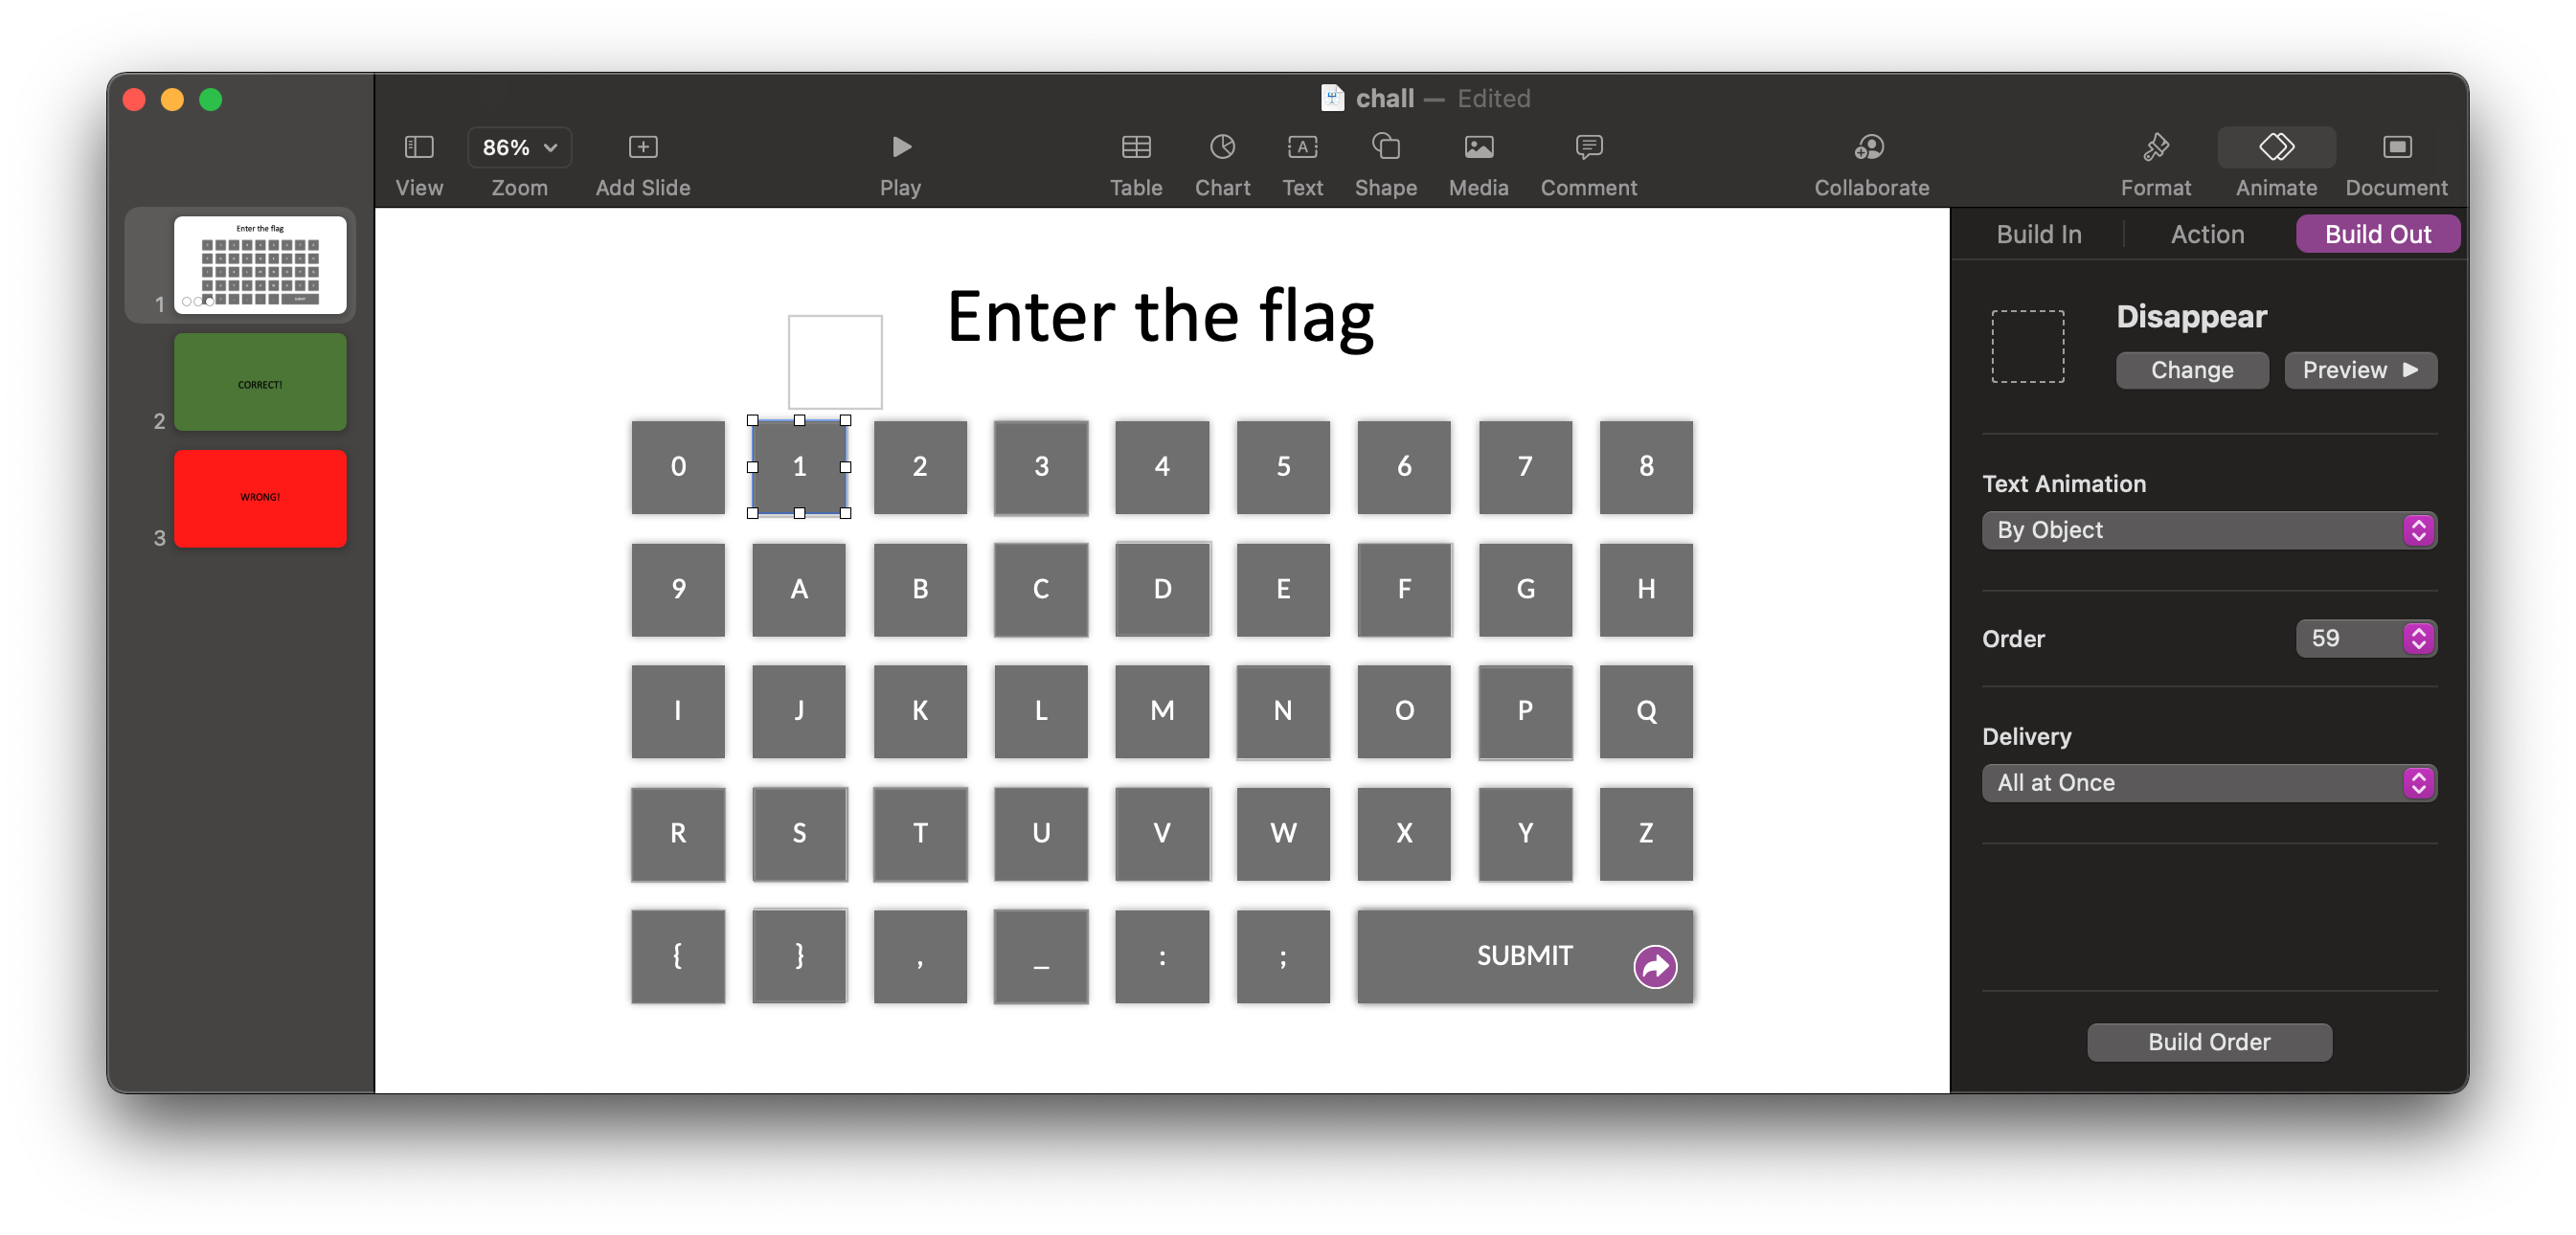 chall — Edited
View
86%
Zoom
Add Slide
Play
Table
Chart
Text
Shape
Media
Comment
Collaborate
Format
Animate
Document
1
Enter the flag
2
CORRECT!
3
WRONG!
Enter the flag
0 1 2 3 4 5 6 7 8
9 A B C D E F G H
I J K L M N O P Q
R S T U V W X Y Z
{ } , _ : ; SUBMIT
Build In
Action
Build Out
Disappear
Change
Preview
Text Animation
By Object
Order
59
Delivery
All at Once
Build Order